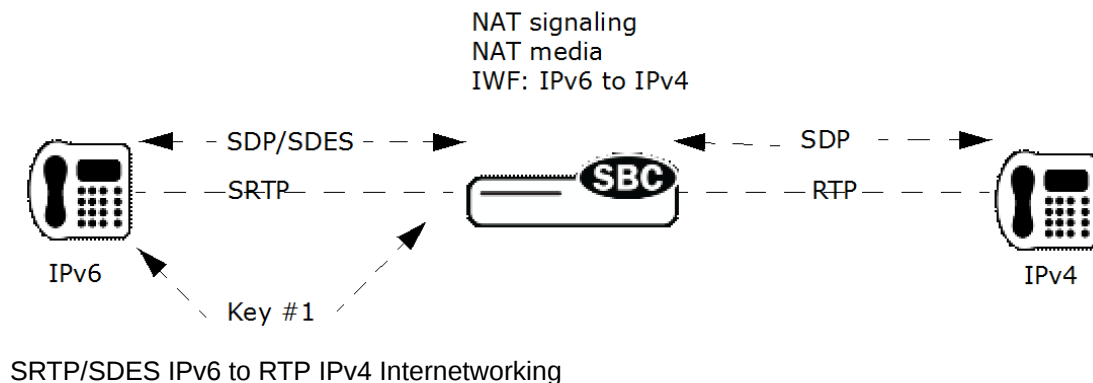 NAT signaling
NAT media
IWF: IPv6 to IPv4
SDP/SDES
SDP
SBC
SRTP
RTP
IPv6
IPv4
Key #1
SRTP/SDES IPv6 to RTP IPv4 Internetworking